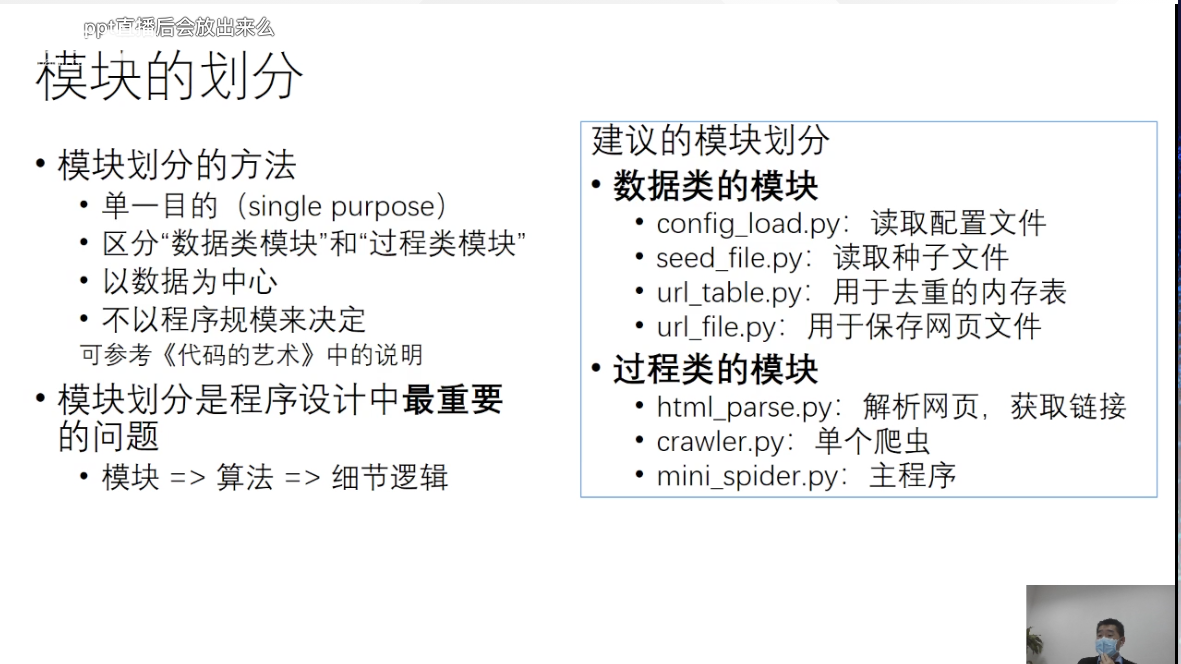 ppt直播后会放出来么
模块的划分
• 模块划分的方法
• 单一目的（single purpose）
• 区分“数据类模块”和“过程类模块”
• 以数据为中心
• 不以程序规模来决定
可参考《代码的艺术》中的说明
• 模块划分是程序设计中最重要
的问题
• 模块 => 算法 => 细节逻辑
建议的模块划分
• 数据类的模块
• config_load.py：读取配置文件
• seed_file.py：读取种子文件
• url_table.py：用于去重的内存表
• url_file.py：用于保存网页文件
• 过程类的模块
• html_parse.py：解析网页，获取链接
• crawler.py：单个爬虫
• mini_spider.py：主程序